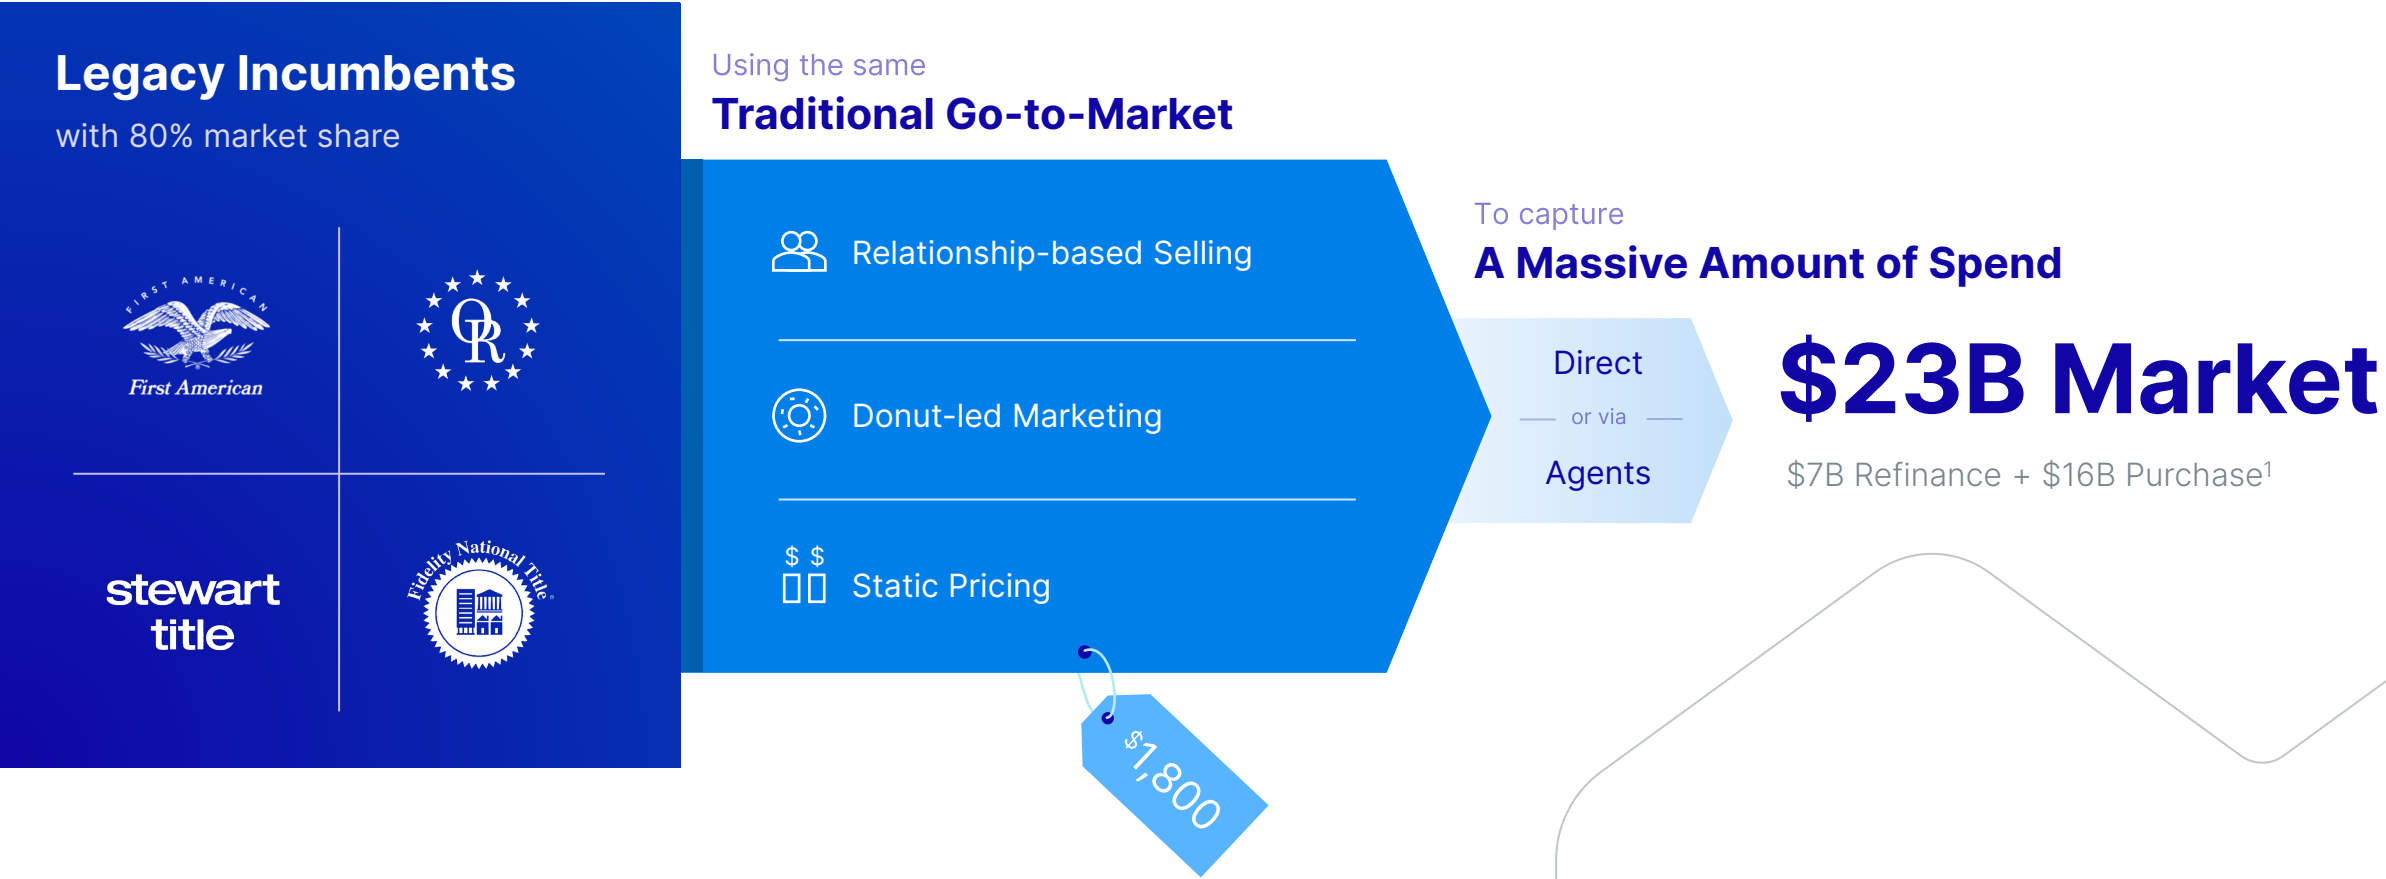 Legacy Incumbents
with 80% market share
FIRST AMERICAN
First American
OR
stewart
title
Fidelity National Title®
Using the same
Traditional Go-to-Market
Relationship-based Selling
Donut-led Marketing
$ $
Static Pricing
$1,800
To capture
A Massive Amount of Spend
Direct
or via
Agents
$23B Market
$7B Refinance + $16B Purchase¹